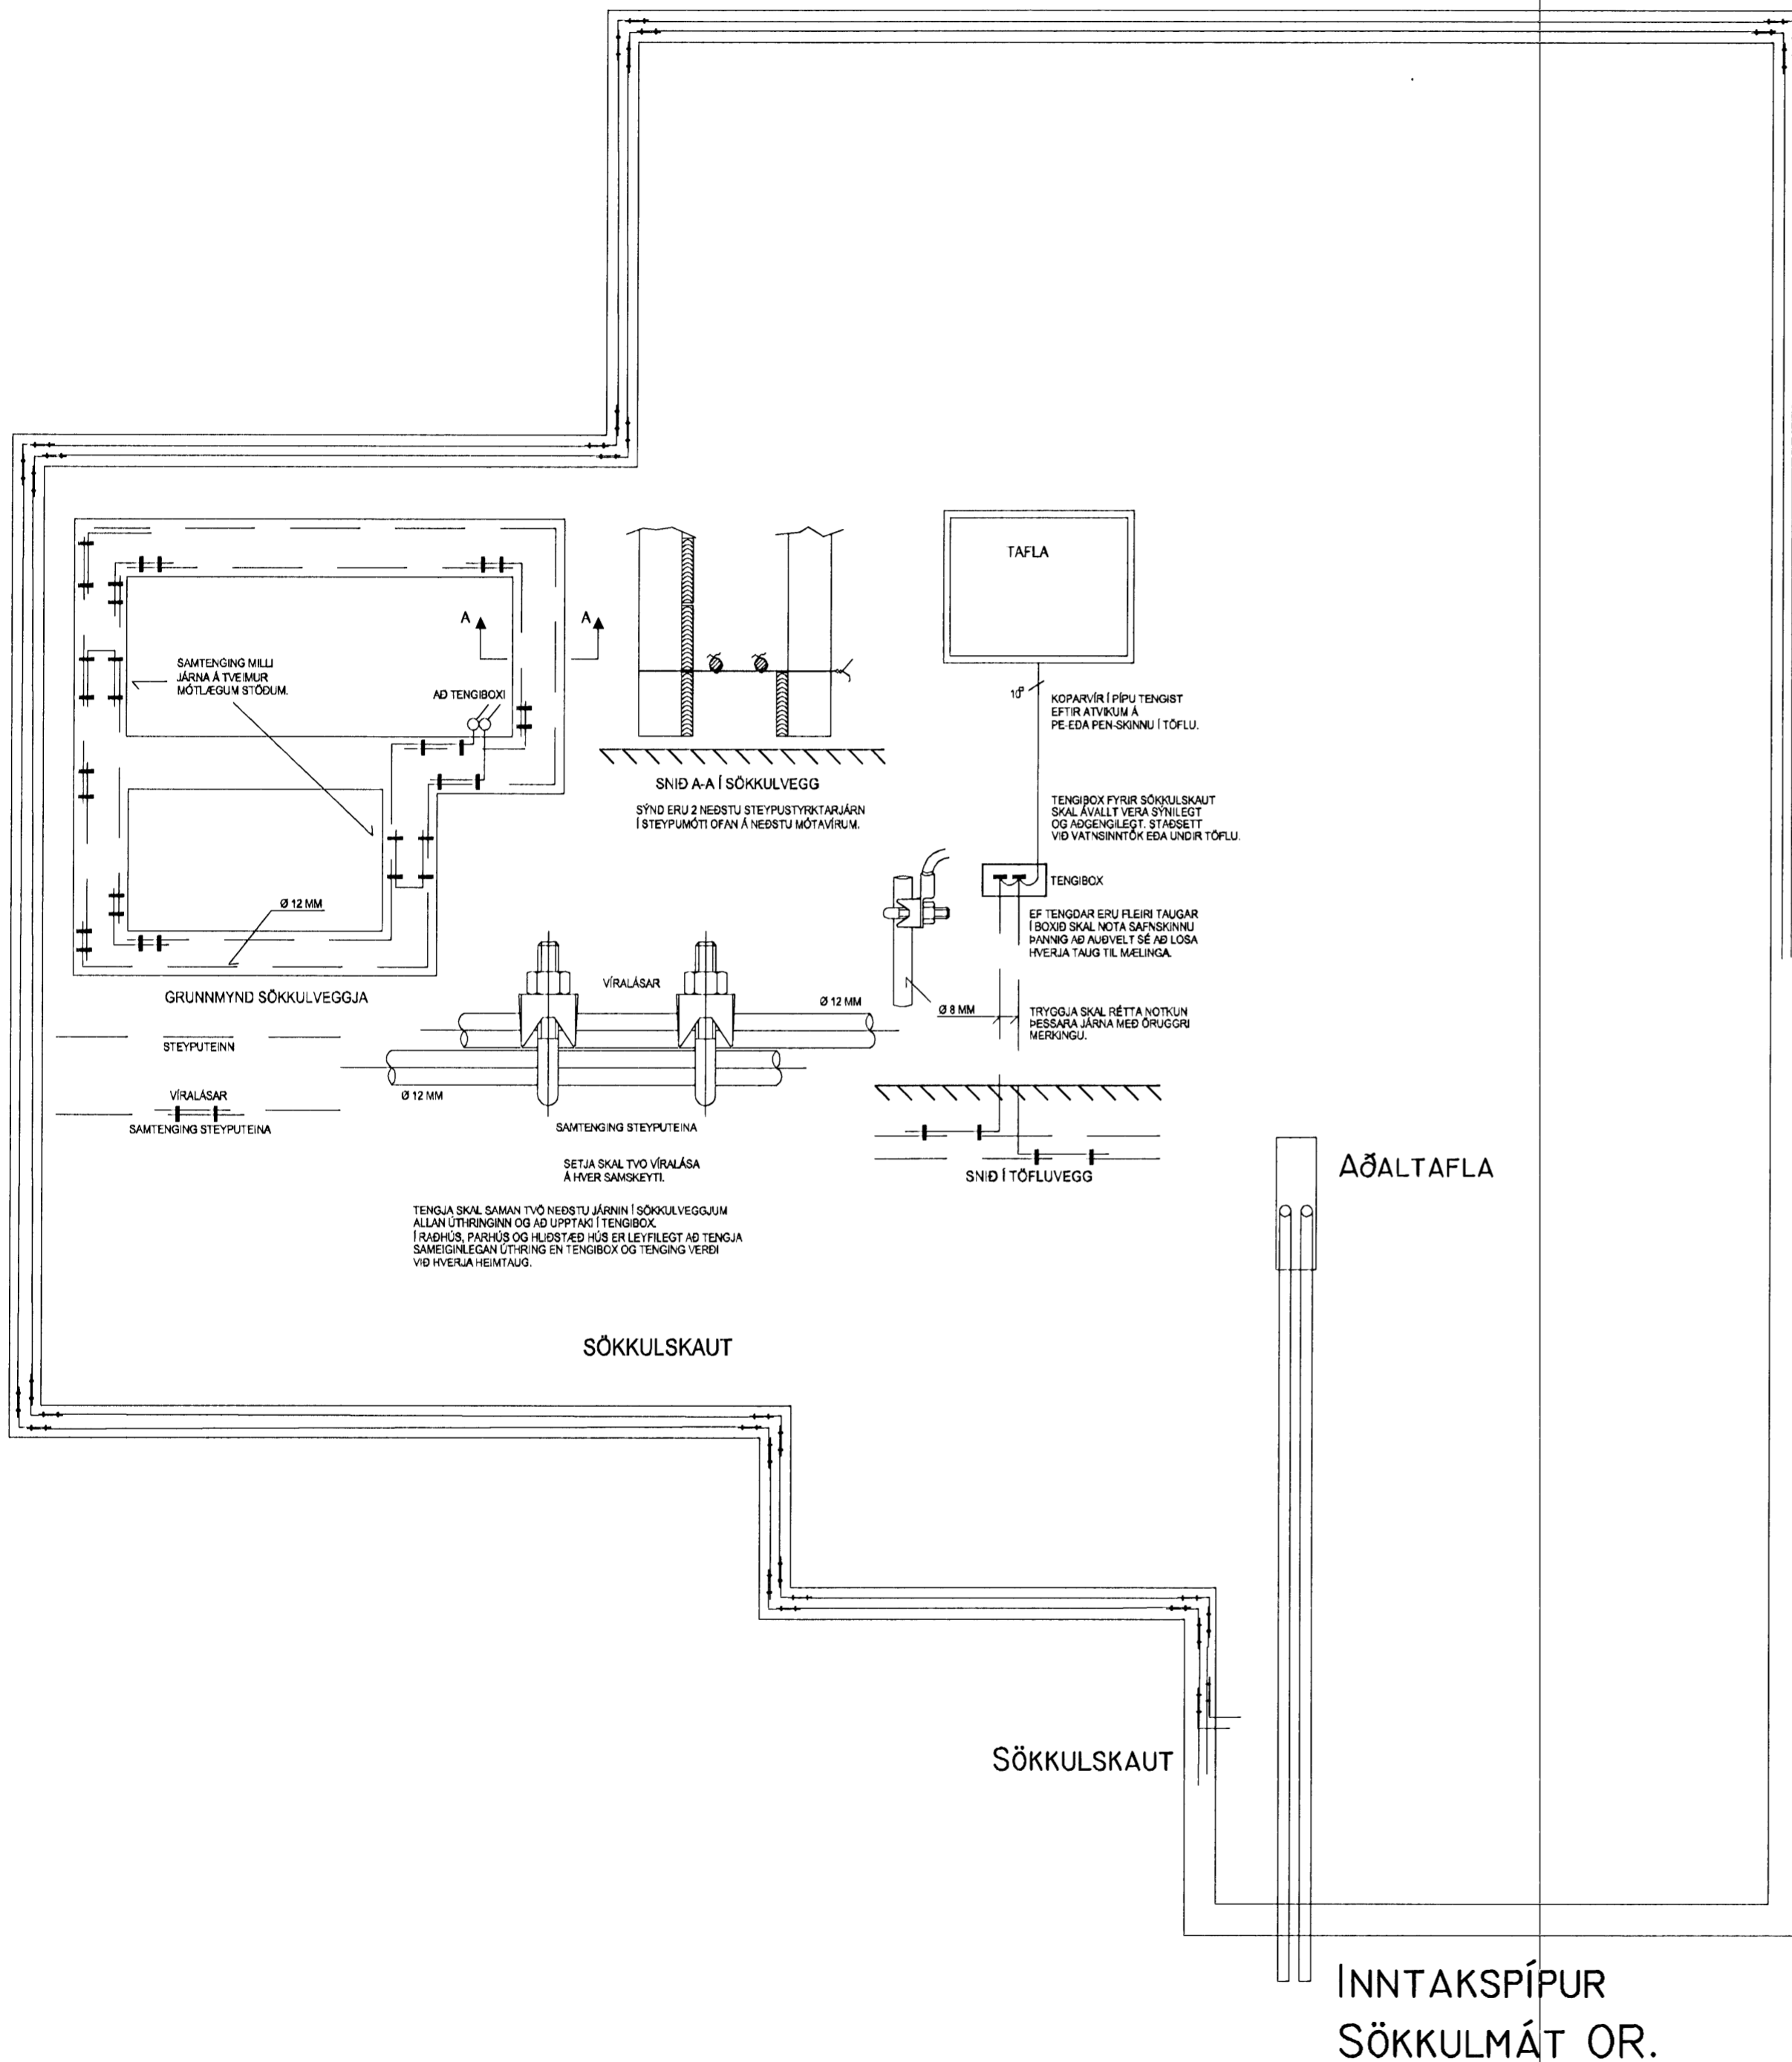 TAFLA
SAMTENGING MILLI
JÁRNA Á TVEIMUR
MÓTLÆGUM STÖÐUM.
A
A
AÐ TENGIBOXI
10□
KOPARVÍR Í PÍPU TENGIST
EFTIR ATVIKUM Á
PE-EÐA PEN-SKINNU Í TÖFLU.
SNIÐ A-A Í SÖKKULVEGG
SÝND ERU 2 NEÐSTU STEYPUSTYRKTARJÁRN
Í STEYPUMÓTI OFAN Á NEÐSTU MÓTAVÍRUM.
TENGIBOX FYRIR SÖKKULSKAUT
SKAL ÁVALLT VERA SÝNILEGT
OG AÐGENGILEGT. STAÐSETT
VIÐ VATNSINNTÖK EÐA UNDIR TÖFLU.
TENGIBOX
Ø 12 MM
EF TENGDAR ERU FLEIRI TAUGAR
Í BOXIÐ SKAL NOTA SAFNSKINNU
ÞANNIG AÐ AUÐVELT SÉ AÐ LOSA
HVERJA TAUG TIL MÆLINGA.
GRUNNMYND SÖKKULVEGGJA
VÍRALÁSAR
Ø 12 MM
Ø 8 MM
TRYGGJA SKAL RÉTTA NOTKUN
ÞESSARA JÁRNA MEÐ ÖRUGGRI
MERKINGU.
STEYPUTEINN
VÍRALÁSAR
SAMTENGING STEYPUTEINA
Ø 12 MM
SAMTENGING STEYPUTEINA
SETJA SKAL TVO VÍRALÁSA
Á HVER SAMSKEYTI.
SNIÐ Í TÖFLUVEGG
AÐALTAFLA
TENGJA SKAL SAMAN TVÖ NEÐSTU JÁRNIN Í SÖKKULVEGGJUM
ALLAN ÚTHRINGINN OG AÐ UPPTAKI Í TENGIBOX.
Í RAÐHÚS, PARHÚS OG HLIÐSTÆÐ HÚS ER LEYFILEGT AÐ TENGJA
SAMEIGINLEGAN ÚTHRING EN TENGIBOX OG TENGING VERÐI
VIÐ HVERJA HEIMTAUG.
SÖKKULSKAUT
SÖKKULSKAUT
INNTAKSPÍPUR
SÖKKULMÁT OR.